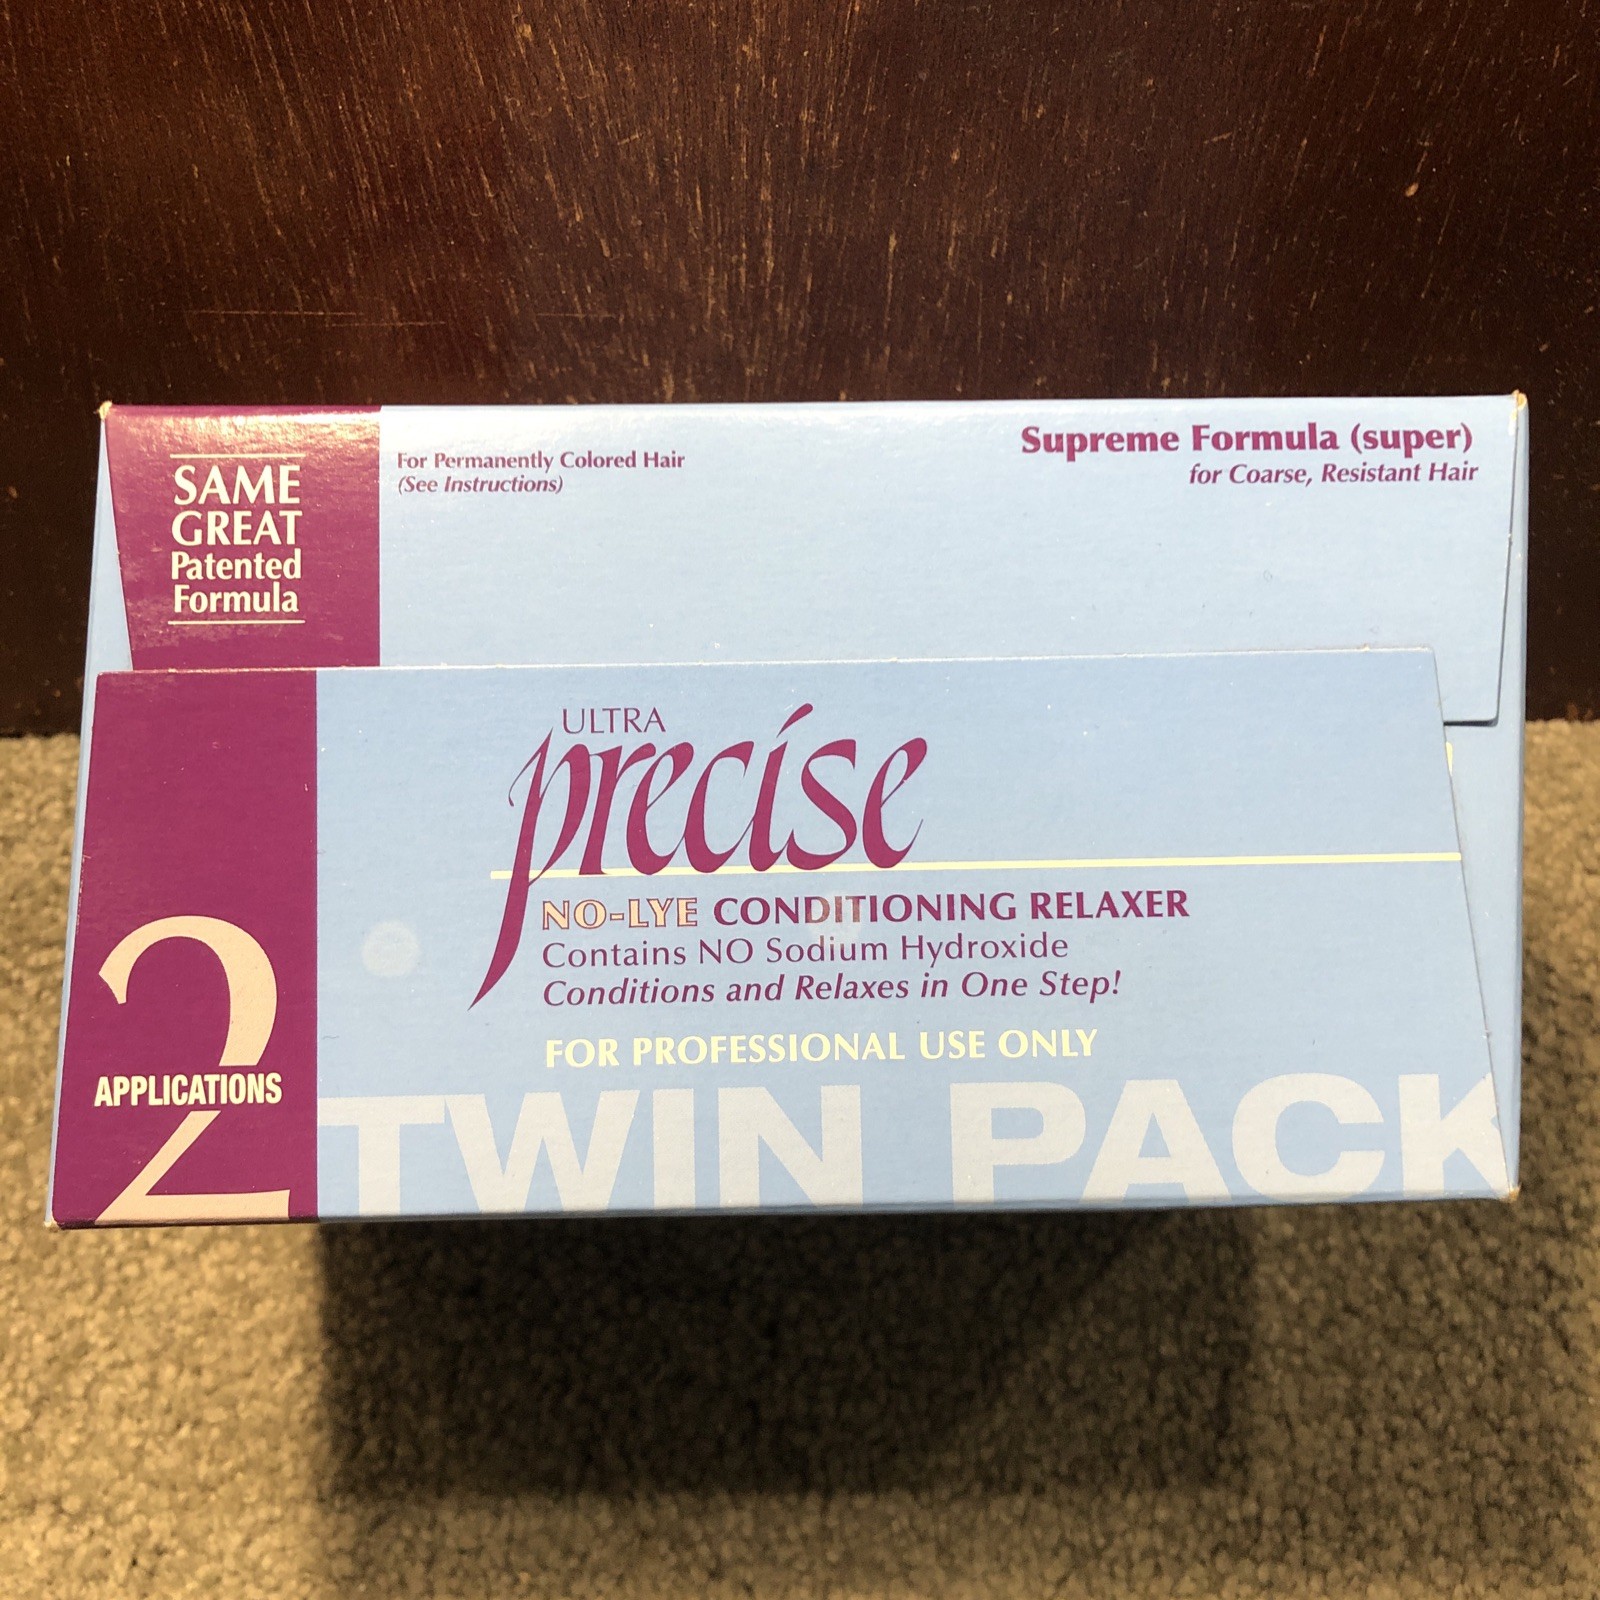 SAME
GREAT
Patented
Formula
For Permanently Colored Hair
(See Instructions)
Supreme Formula (super)
for Coarse, Resistant Hair
ULTRA
precise
NO-LYE CONDITIONING RELAXER
Contains NO Sodium Hydroxide
Conditions and Relaxes in One Step!
FOR PROFESSIONAL USE ONLY
2
APPLICATIONS
TWIN PACK